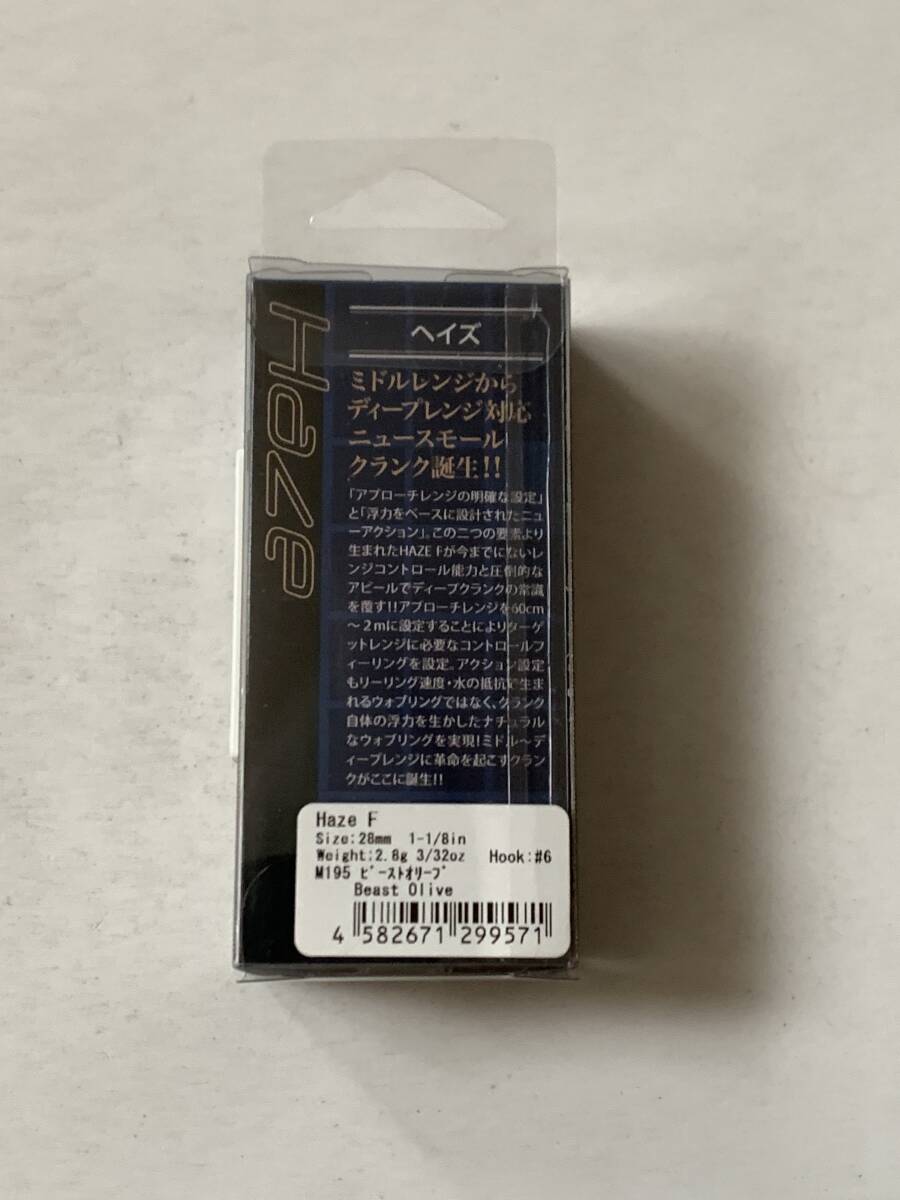 Haze
ヘイズ
ミドルレンジから
ディープレンジ対応
ニュースモール
クランク誕生!!
「アプローチレンジの明確な設定」
と「浮力をベースに設計されたニュ
ーアクション」。この二つの要素より
生まれたHAZE Fが今までにないレ
ンジコントロール能力と圧倒的な
アピールでディープクランクの常識
を覆す!!アプローチレンジを60cm
～2mに設定することによりターゲ
ットレンジに必要なコントロールフ
ィーリングを設定。アクション設定
もリーリング速度・水の抵抗で生ま
れるウォブリングではなく、クランク
自体の浮力を生かしたナチュラル
なウォブリングを実現!ミドル～デ
ィープレンジに革命を起こすクラン
クがここに誕生!!
Haze F
Size:28mm 1-1/8in
Weight:2.8g 3/32oz Hook:#6
M195 ﾋﾞｰｽﾄｵﾘｰﾌﾞ
Beast Olive
4 582671 299571